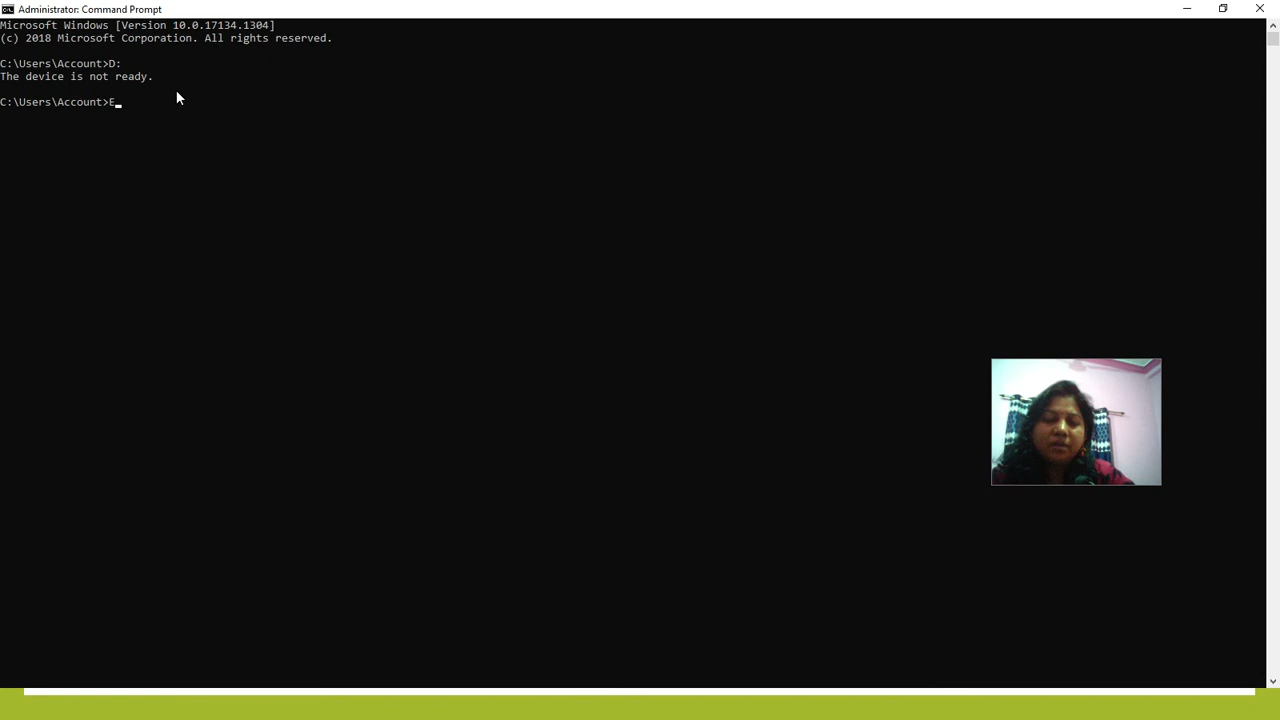 Administrator: Command Prompt
Microsoft Windows [Version 10.0.17134.1304]
(c) 2018 Microsoft Corporation. All rights reserved.
C:\Users\Account>D:
The device is not ready.
C:\Users\Account>E